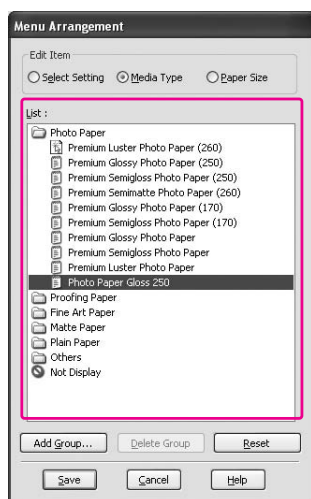 Menu Arrangement
Edit Item
Select Setting Media Type Paper Size
List :
Photo Paper
Premium Luster Photo Paper (260)
Premium Glossy Photo Paper (250)
Premium Semigloss Photo Paper (250)
Premium Semimatte Photo Paper (260)
Premium Glossy Photo Paper (170)
Premium Semigloss Photo Paper (170)
Premium Glossy Photo Paper
Premium Semigloss Photo Paper
Premium Luster Photo Paper
Photo Paper Gloss 250
Proofing Paper
Fine Art Paper
Matte Paper
Plain Paper
Others
Not Display
Add Group... Delete Group Reset
Save Cancel Help